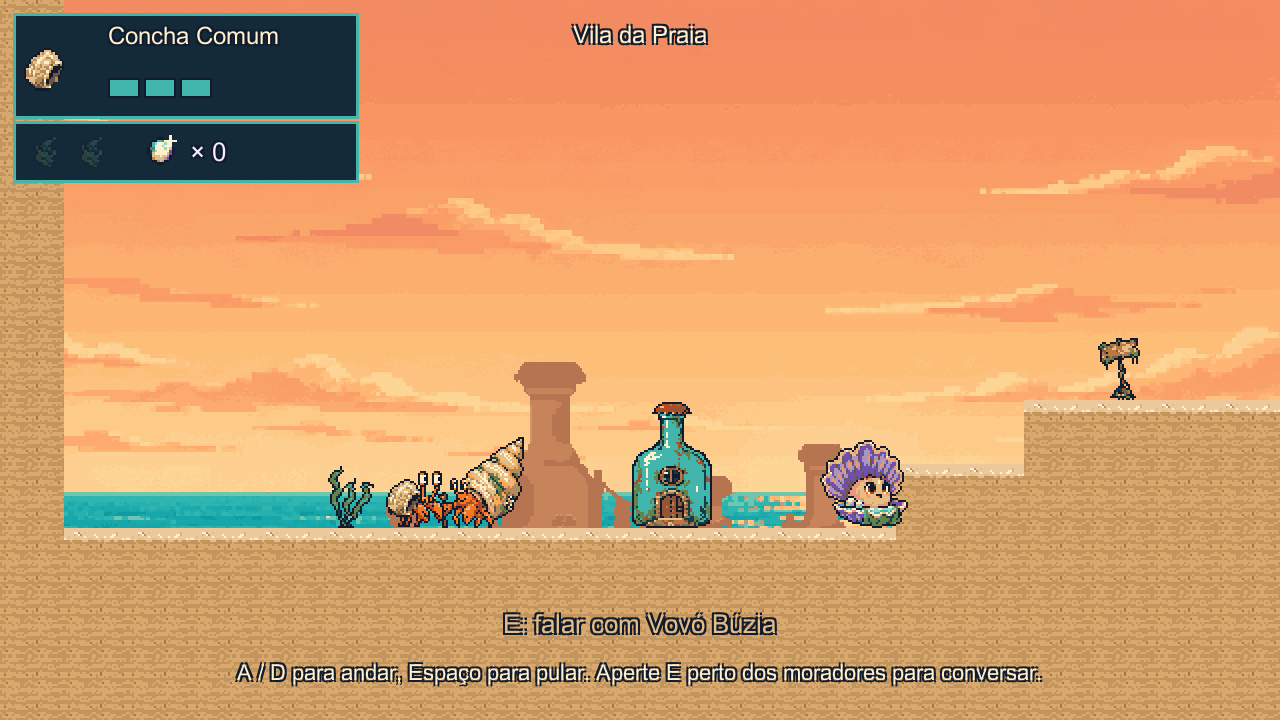 Concha Comum
× 0
Vila da Praia
E: falar com Vovó Búzia
A / D para andar, Espaço para pular. Aperte E perto dos moradores para conversar.